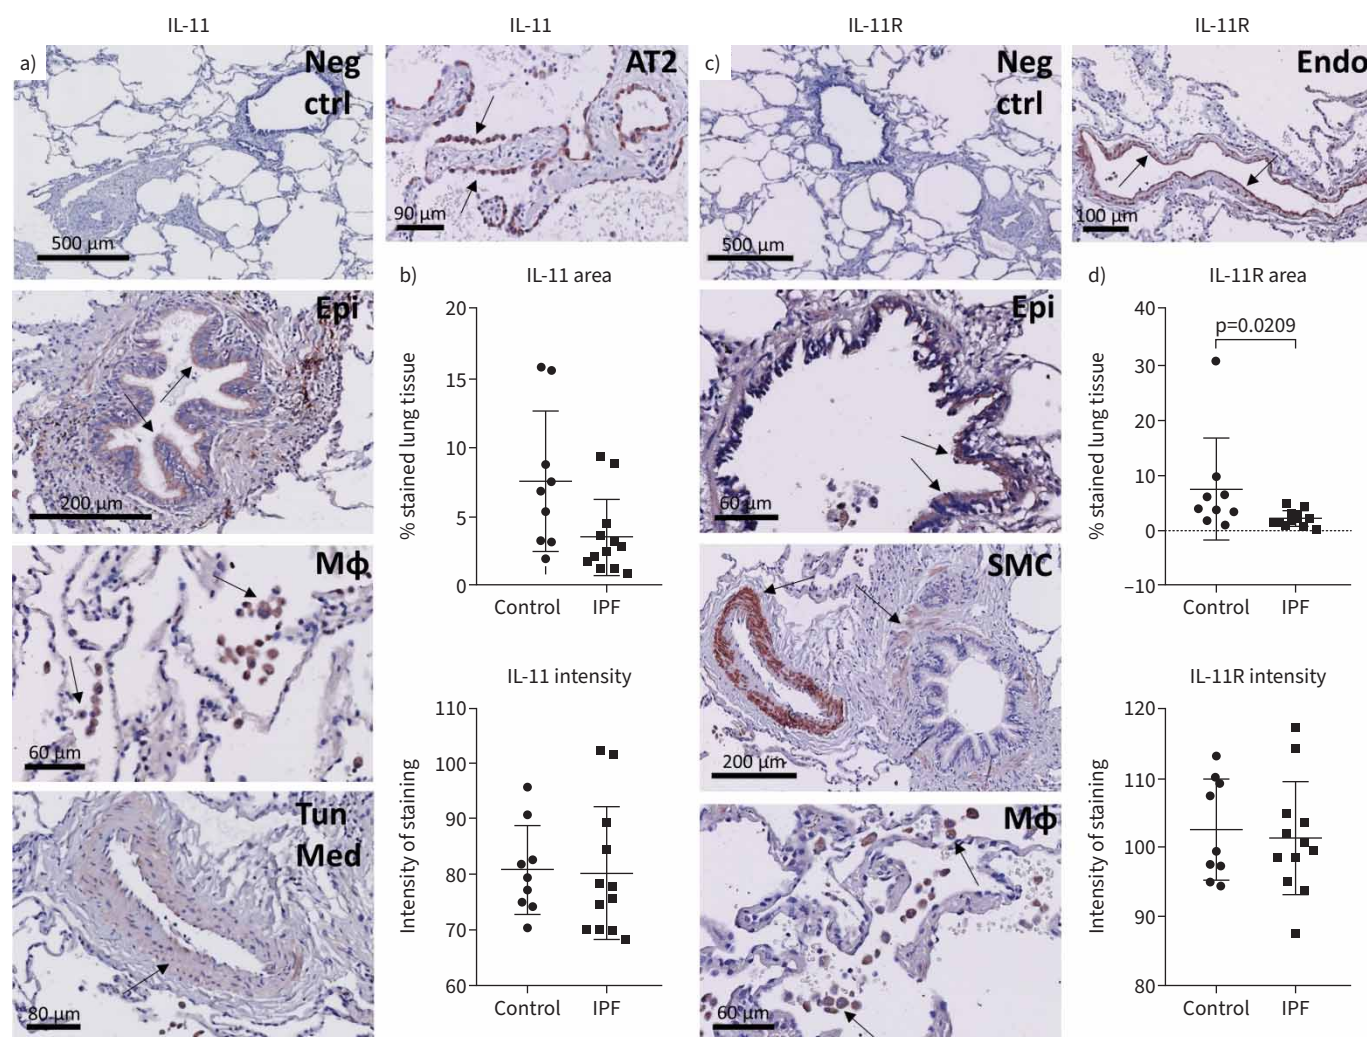 IL-11
IL-11
IL-11R
IL-11R
a)
Neg
ctrl
500 µm
AT2
90 µm
c)
Neg
ctrl
500 µm
Endo
100 µm
Epi
200 µm
b)
IL-11 area
% stained lung tissue
20
15
10
5
0
Control
IPF
Epi
60 µm
d)
IL-11R area
% stained lung tissue
40
30
20
10
0
–10
p=0.0209
Control
IPF
Mф
60 µm
SMC
200 µm
IL-11 intensity
Intensity of staining
110
100
90
80
70
60
Control
IPF
IL-11R intensity
Intensity of staining
120
110
100
90
80
Control
IPF
Tun
Med
80 µm
Mф
60 µm